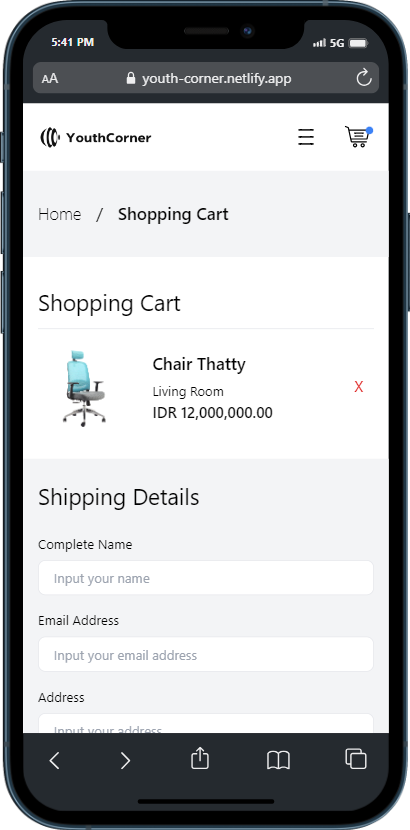 5:41 PM 5G
AA youth-corner.netlify.app
YouthCorner
Home / Shopping Cart
Shopping Cart
Chair Thatty
Living Room
IDR 12,000,000.00
X
Shipping Details
Complete Name
Input your name
Email Address
Input your email address
Address
Input your address